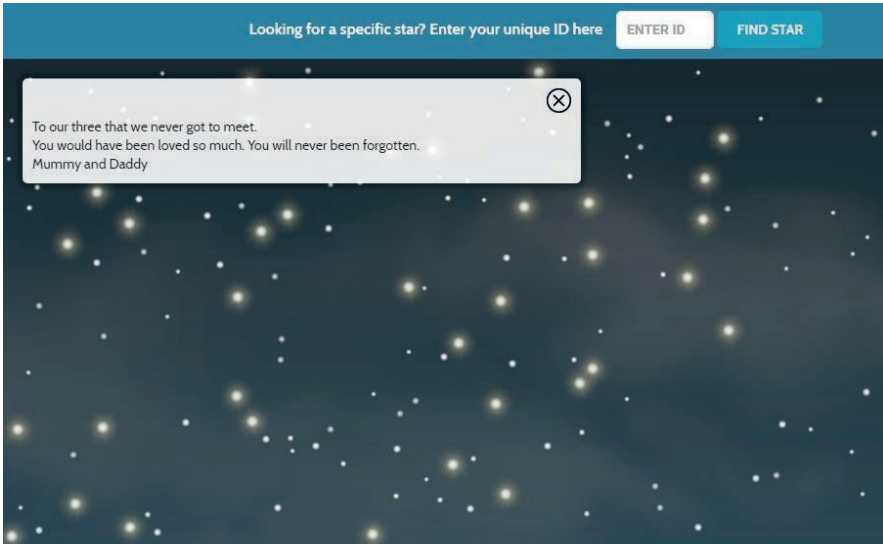 Looking for a specific star? Enter your unique ID here ENTER ID FIND STAR
To our three that we never got to meet.
You would have been loved so much. You will never been forgotten.
Mummy and Daddy